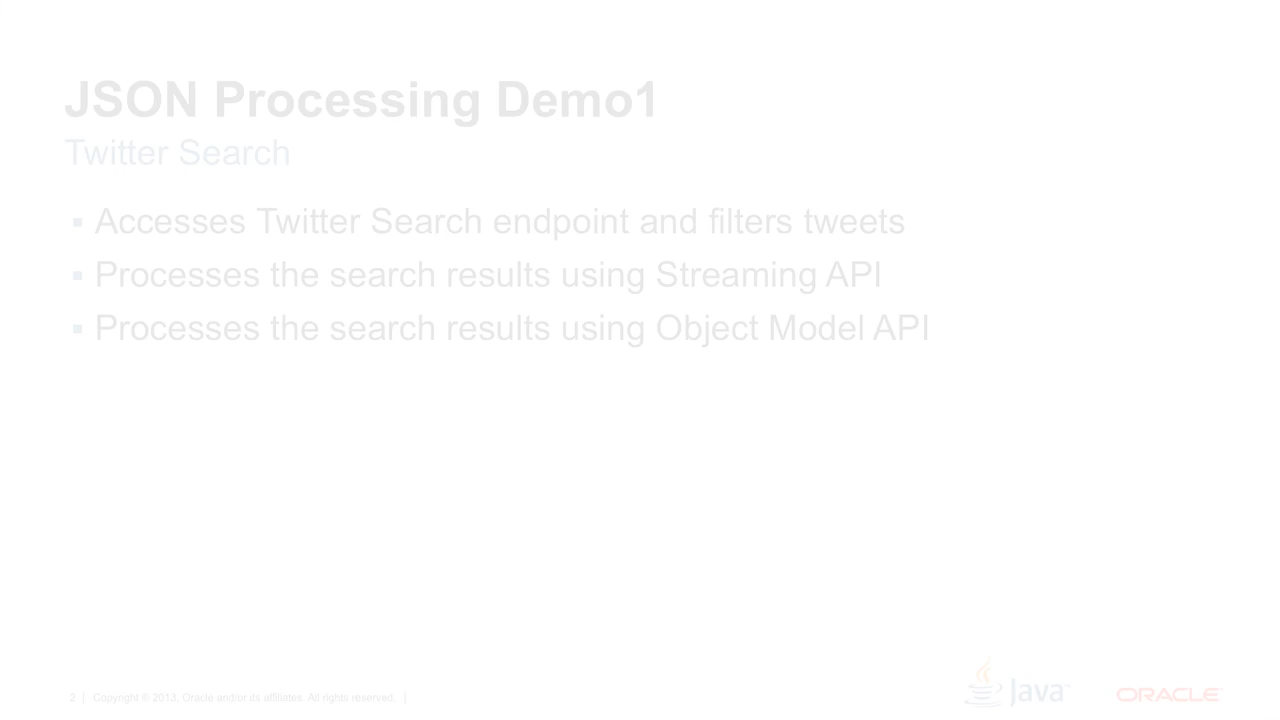 JSON Processing Demo1
Twitter Search
▪ Accesses Twitter Search endpoint and filters tweets
▪ Processes the search results using Streaming API
▪ Processes the search results using Object Model API
2 | Copyright © 2013, Oracle and/or its affiliates. All rights reserved. |
Java™
ORACLE